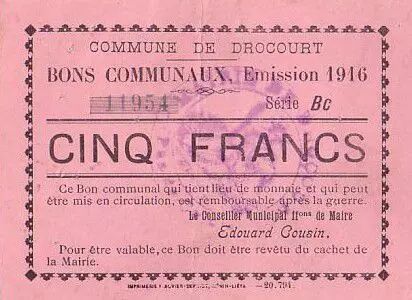 COMMUNE DE DROCOURT
BONS COMMUNAUX. Emission 1916
11954 Série Bc
CINQ FRANCS
Ce Bon communal qui tient lieu de monnaie et qui peut
être mis en circulation, est remboursable après la guerre.
Le Conseiller Municipal ffons de Maire
Edouard Cousin.
Pour être valable, ce Bon doit être revêtu du cachet de
la Mairie.
IMPRIMERIE -20.794.